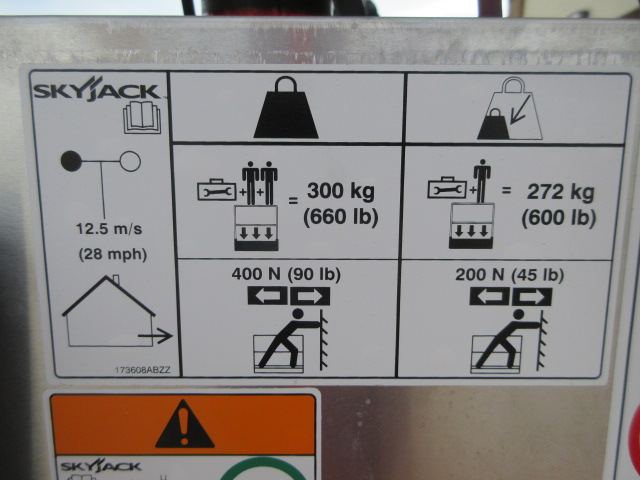 SKYJACK
12.5 m/s
(28 mph)
173608ABZZ
+ + = 300 kg
(660 lb)
400 N (90 lb)
+ = 272 kg
(600 lb)
200 N (45 lb)
SKYJACK